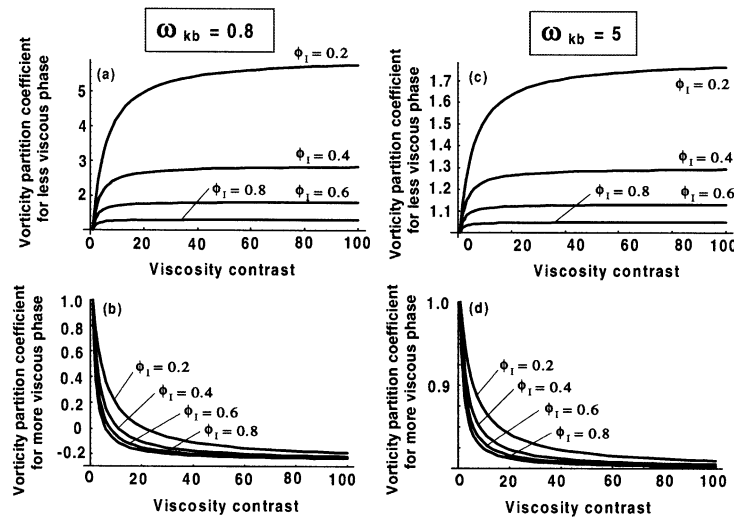 ω kb = 0.8
ω kb = 5
(a)
Vorticity partition coefficient
for less viscous phase
5
4
3
2
0 20 40 60 80 100
Viscosity contrast
ϕI = 0.2
ϕI = 0.4
ϕI = 0.8
ϕI = 0.6
(c)
Vorticity partition coefficient
for less viscous phase
1.7
1.6
1.5
1.4
1.3
1.2
1.1
0 20 40 60 80 100
Viscosity contrast
ϕI = 0.2
ϕI = 0.4
ϕI = 0.8
ϕI = 0.6
(b)
Vorticity partition coefficient
for more viscous phase
1.0
0.8
0.6
0.4
0.2
0
-0.2
0 20 40 60 80 100
Viscosity contrast
ϕI = 0.2
ϕI = 0.4
ϕI = 0.6
ϕI = 0.8
(d)
Vorticity partition coefficient
for more viscous phase
1.0
0.9
0 20 40 60 80 100
Viscosity contrast
ϕI = 0.2
ϕI = 0.4
ϕI = 0.6
ϕI = 0.8